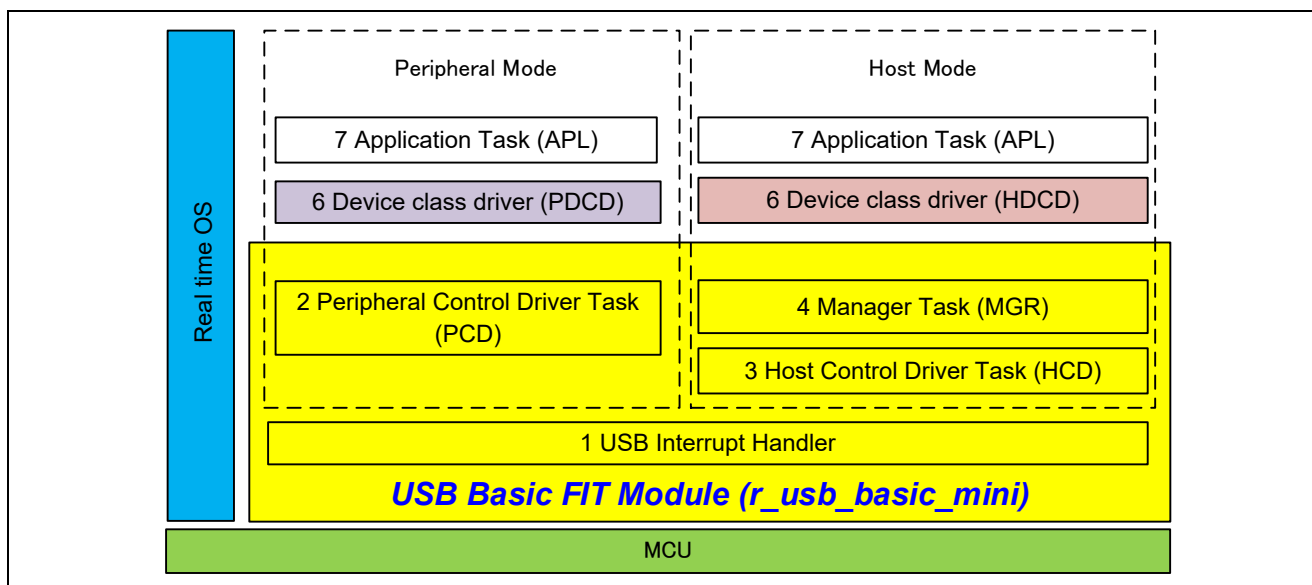 Real time OS
Peripheral Mode
Host Mode
7 Application Task (APL)
7 Application Task (APL)
6 Device class driver (PDCD)
6 Device class driver (HDCD)
2 Peripheral Control Driver Task
(PCD)
4 Manager Task (MGR)
3 Host Control Driver Task (HCD)
1 USB Interrupt Handler
USB Basic FIT Module (r_usb_basic_mini)
MCU